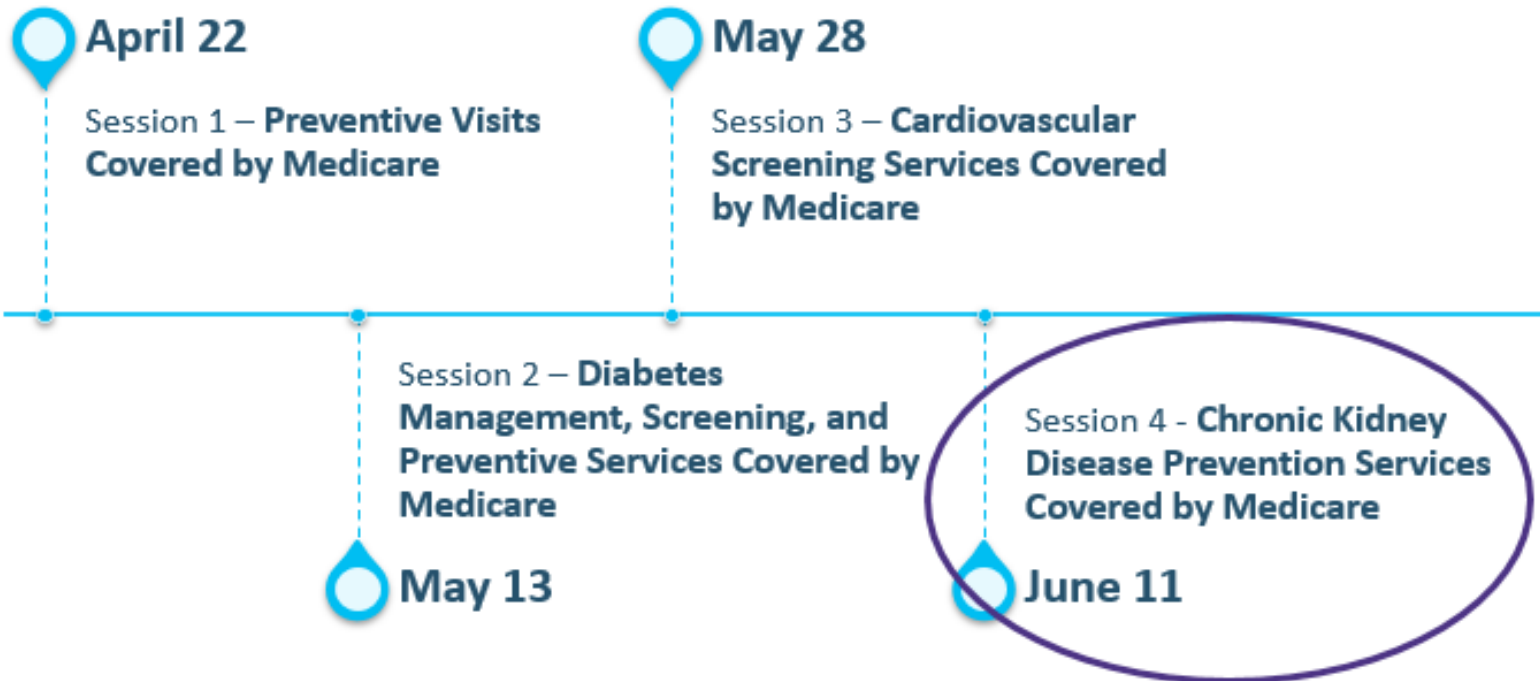 April 22
Session 1 – Preventive Visits
Covered by Medicare
Session 2 – Diabetes
Management, Screening, and
Preventive Services Covered by
Medicare
May 13
May 28
Session 3 – Cardiovascular
Screening Services Covered
by Medicare
Session 4 - Chronic Kidney
Disease Prevention Services
Covered by Medicare
June 11